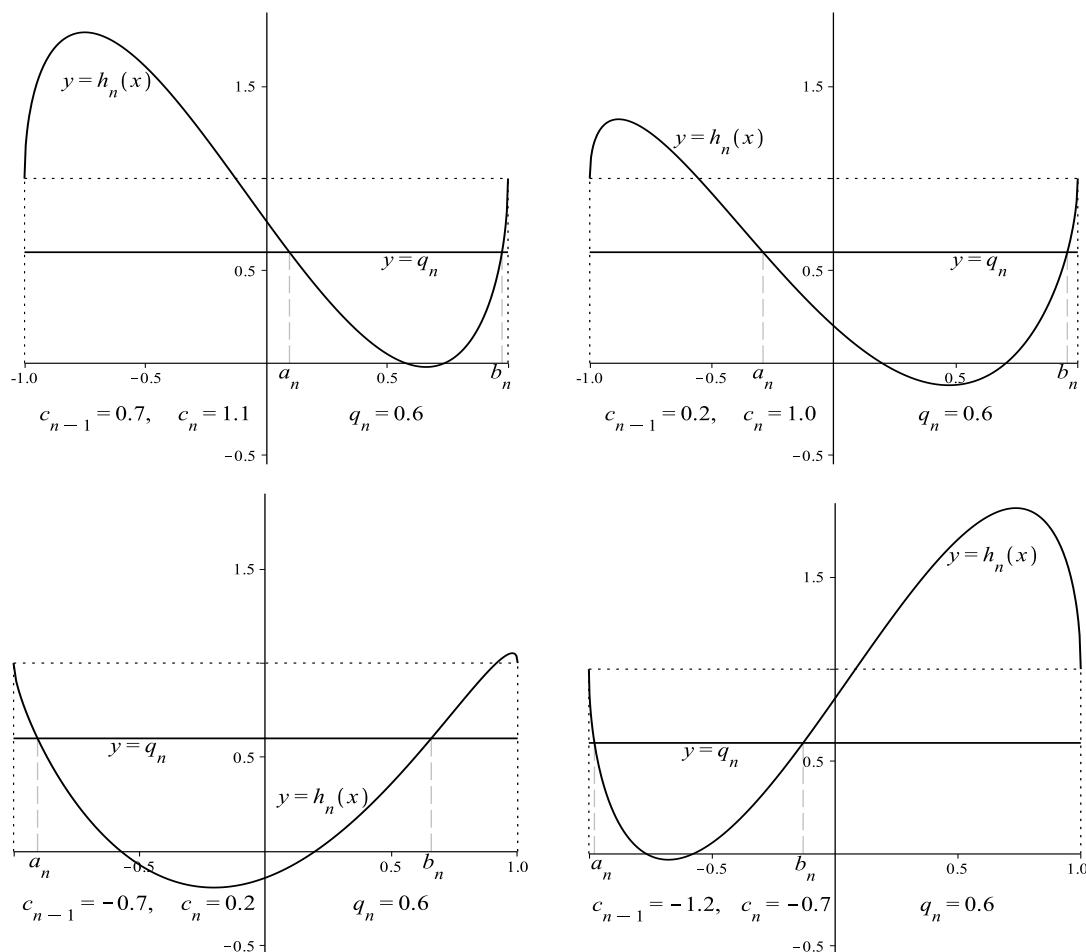 1.5
y = h_n(x)
0.5
y = q_n
-1.0 -0.5 a_n 0.5 b_n
c_{n-1} = 0.7, c_n = 1.1 q_n = 0.6
-0.5
1.5
y = h_n(x)
0.5
y = q_n
-1.0 -0.5 a_n 0.5 b_n
c_{n-1} = 0.2, c_n = 1.0 q_n = 0.6
-0.5
1.5
y = q_n
0.5
y = h_n(x)
a_n -0.5 0.5 b_n 1.0
c_{n-1} = -0.7, c_n = 0.2 q_n = 0.6
-0.5
y = h_n(x)
1.5
y = q_n
0.5
a_n -0.5 b_n 0.5 1.0
c_{n-1} = -1.2, c_n = -0.7 q_n = 0.6
-0.5